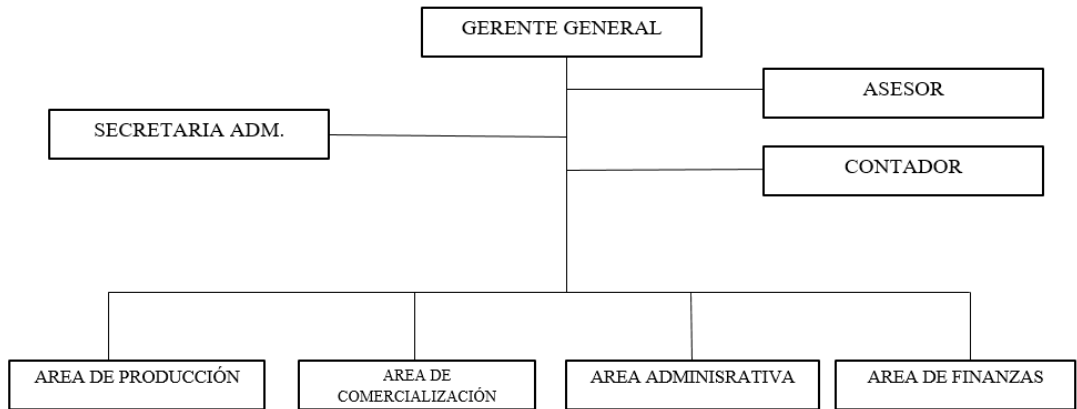 GERENTE GENERAL
ASESOR
SECRETARIA ADM.
CONTADOR
AREA DE PRODUCCIÓN
AREA DE
COMERCIALIZACIÓN
AREA ADMINISRATIVA
AREA DE FINANZAS